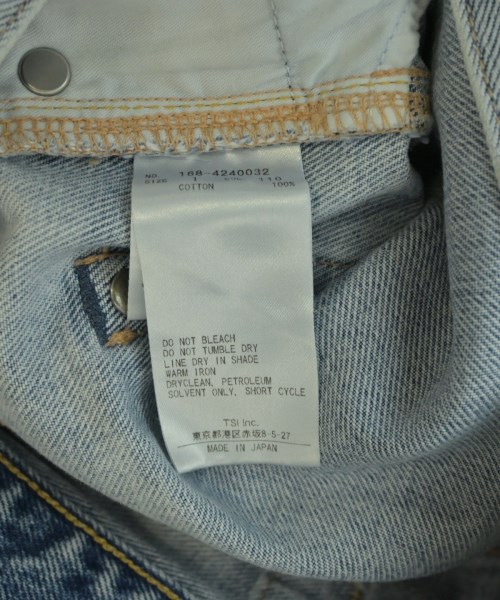 NO. 168-4240032
SIZE 1 110
COTTON 100%
DO NOT BLEACH
DO NOT TUMBLE DRY
LINE DRY IN SHADE
WARM IRON
DRYCLEAN, PETROLEUM
SOLVENT ONLY, SHORT CYCLE
TSI Inc.
東京都港区赤坂8-5-27
MADE IN JAPAN